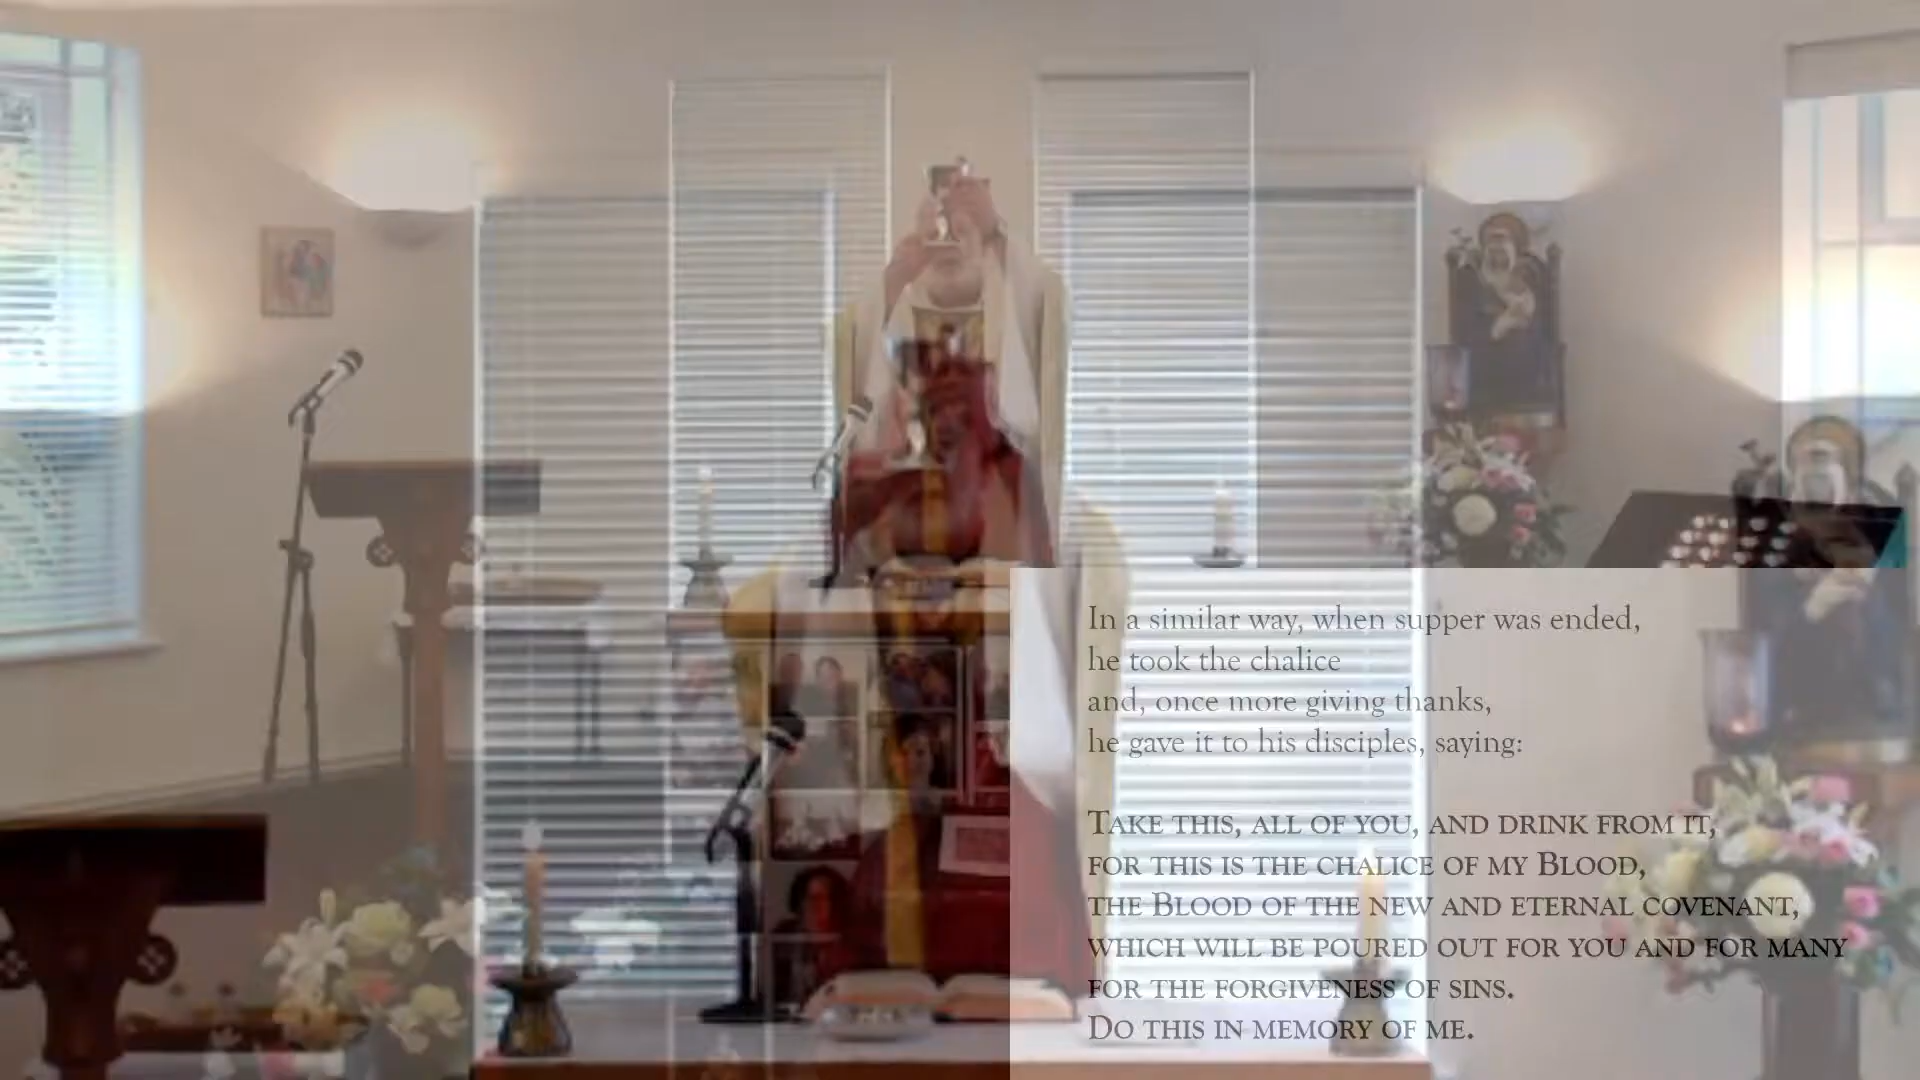 In a similar way, when supper was ended,
he took the chalice
and, once more giving thanks,
he gave it to his disciples, saying:
TAKE THIS, ALL OF YOU, AND DRINK FROM IT,
FOR THIS IS THE CHALICE OF MY BLOOD,
THE BLOOD OF THE NEW AND ETERNAL COVENANT,
WHICH WILL BE POURED OUT FOR YOU AND FOR MANY
FOR THE FORGIVENESS OF SINS.
DO THIS IN MEMORY OF ME.